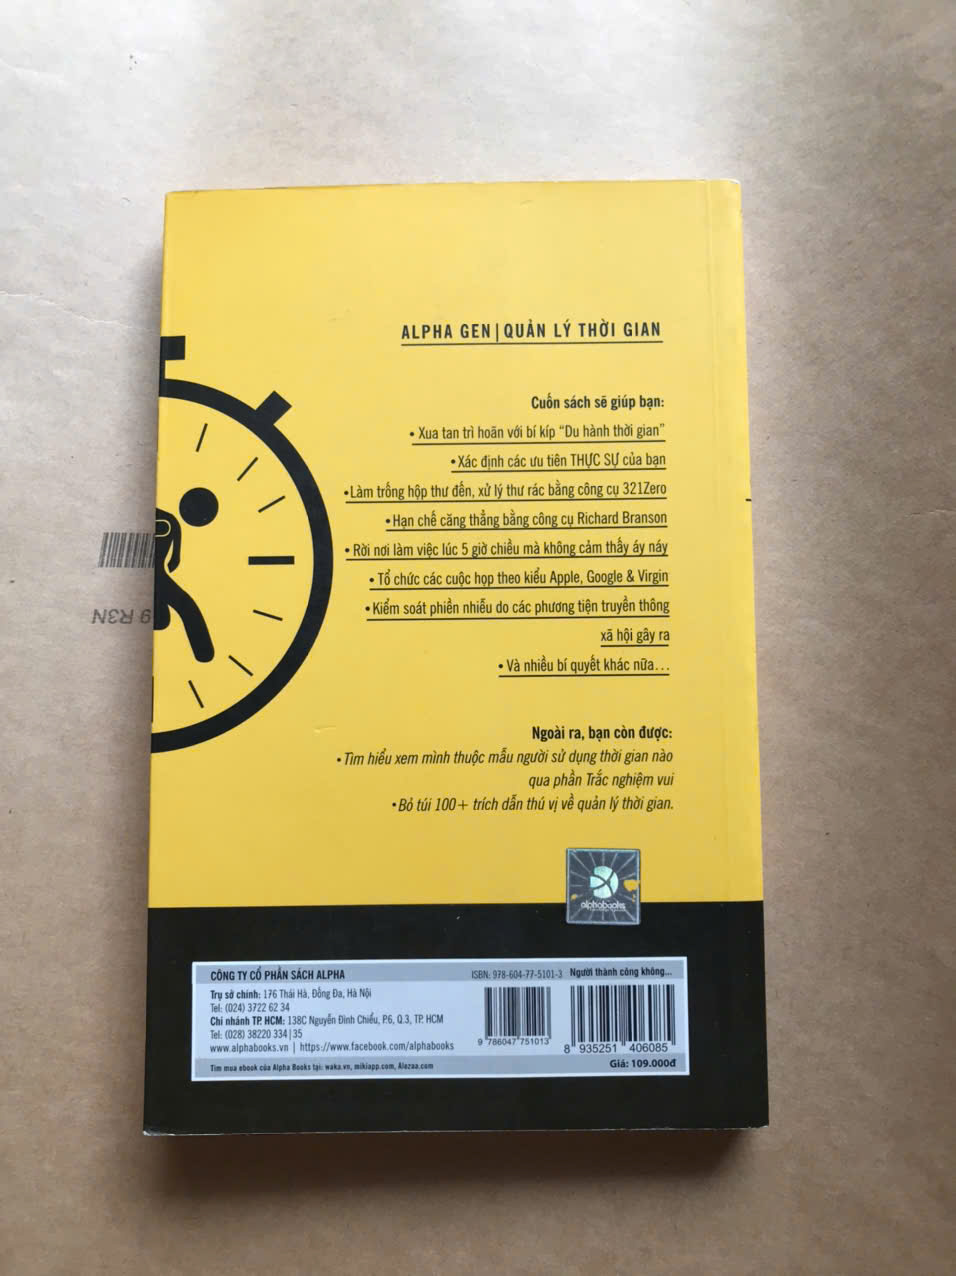 ALPHA GEN | QUẢN LÝ THỜI GIAN
Cuốn sách sẽ giúp bạn:
• Xua tan trì hoãn với bí kíp “Du hành thời gian”
• Xác định các ưu tiên THỰC SỰ của bạn
• Làm trống hộp thư đến, xử lý thư rác bằng công cụ 321Zero
• Hạn chế căng thẳng bằng công cụ Richard Branson
• Rời nơi làm việc lúc 5 giờ chiều mà không cảm thấy áy náy
• Tổ chức các cuộc họp theo kiểu Apple, Google & Virgin
• Kiểm soát phiền nhiễu do các phương tiện truyền thông
xã hội gây ra
• Và nhiều bí quyết khác nữa...
Ngoài ra, bạn còn được:
• Tìm hiểu xem mình thuộc mẫu người sử dụng thời gian nào
qua phần Trắc nghiệm vui
• Bỏ túi 100+ trích dẫn thú vị về quản lý thời gian.
9 R3N
alphabooks
CÔNG TY CỔ PHẦN SÁCH ALPHA
Trụ sở chính: 176 Thái Hà, Đống Đa, Hà Nội
Tel: (024) 3722 62 34
Chi nhánh TP. HCM: 138C Nguyễn Đình Chiểu, P.6, Q.3, TP. HCM
Tel: (028) 38220 334 | 35
www.alphabooks.vn | https://www.facebook.com/alphabooks
Tìm mua ebook của Alpha Books tại: waka.vn, mikiapp.com, Alezaa.com
ISBN: 978-604-77-5101-3
9 786047 751013
Người thành công không...
8 935251 406085
Giá: 109.000đ